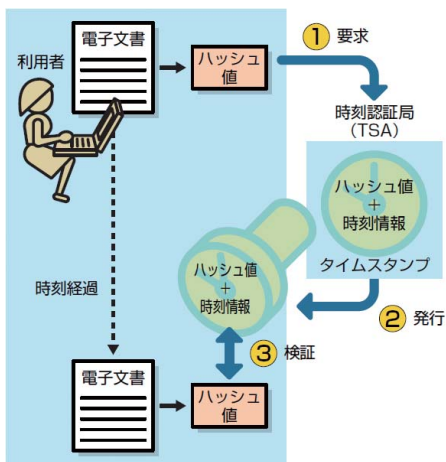 電子文書
利用者
ハッシュ
値
① 要求
時刻認証局
(TSA)
ハッシュ値
+
時刻情報
タイムスタンプ
ハッシュ値
+
時刻情報
時刻経過
② 発行
③ 検証
電子文書
ハッシュ
値